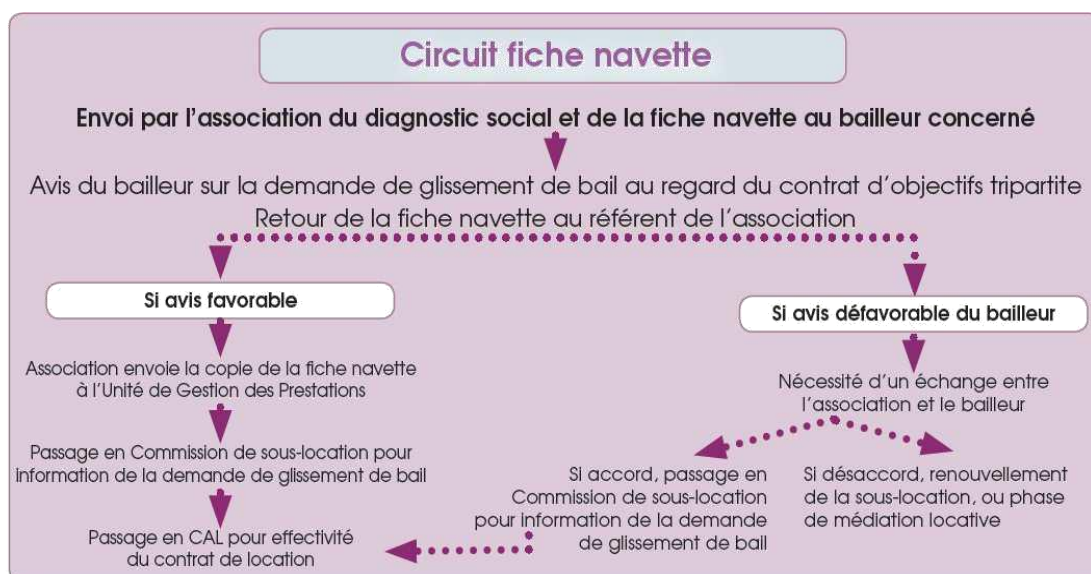 Circuit fiche navette
Envoi par l'association du diagnostic social et de la fiche navette au bailleur concerné
Avis du bailleur sur la demande de glissement de bail au regard du contrat d'objectifs tripartite
Retour de la fiche navette au référent de l'association
Si avis favorable
Association envoie la copie de la fiche navette
à l'Unité de Gestion des Prestations
Passage en Commission de sous-location pour
information de la demande de glissement de bail
Passage en CAL pour effectivité
du contrat de location
Si avis défavorable du bailleur
Nécessité d'un échange entre
l'association et le bailleur
Si accord, passage en
Commission de sous-location
pour information de la demande
de glissement de bail
Si désaccord, renouvellement
de la sous-location, ou phase
de médiation locative